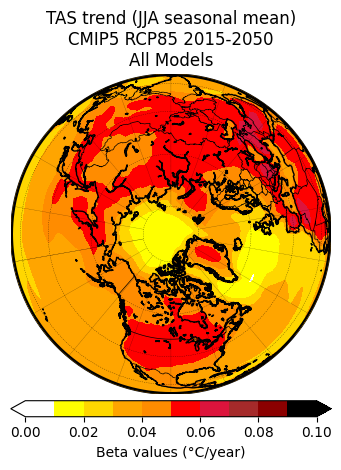 TAS trend (JJA seasonal mean)
CMIP5 RCP85 2015-2050
All Models
0.00 0.02 0.04 0.06 0.08 0.10
Beta values (°C/year)